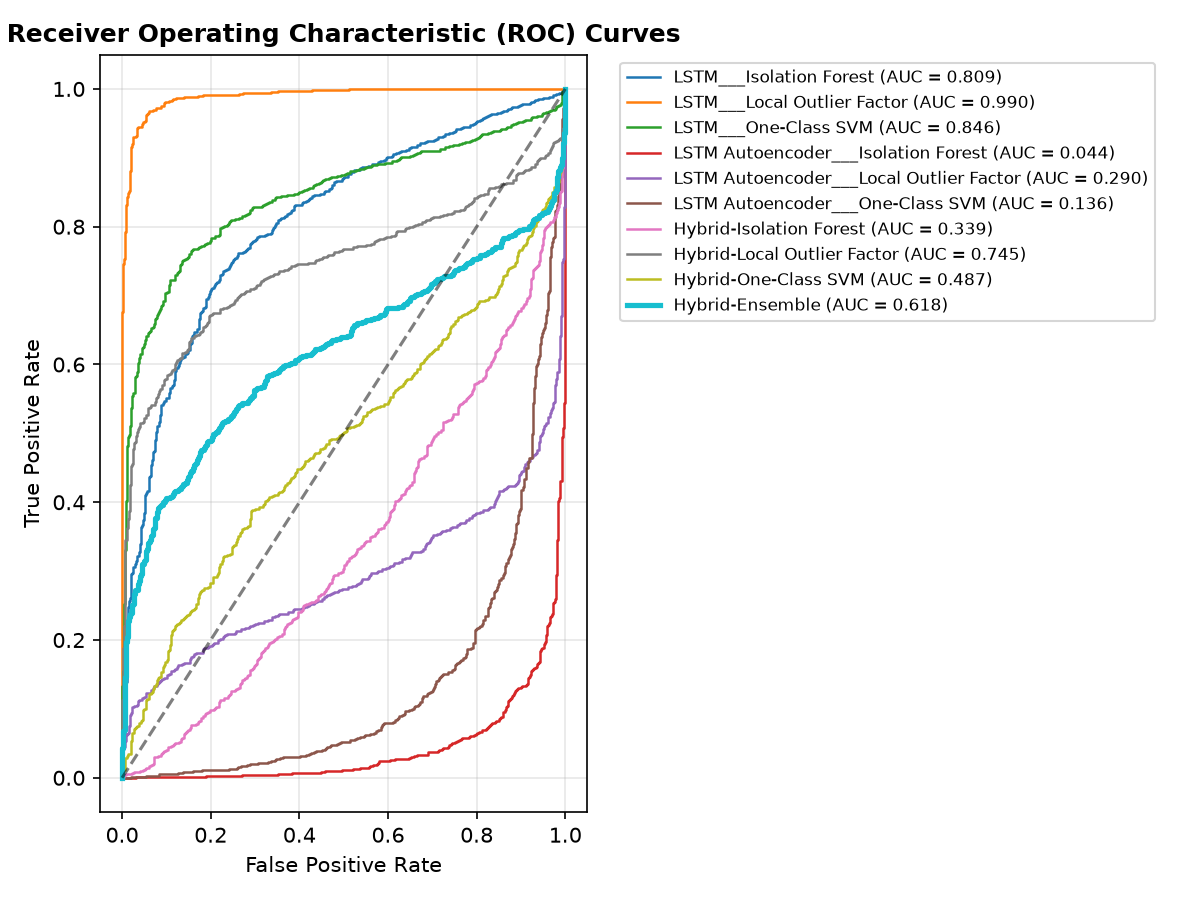 Receiver Operating Characteristic (ROC) Curves
LSTM___Isolation Forest (AUC = 0.809)
LSTM___Local Outlier Factor (AUC = 0.990)
LSTM___One-Class SVM (AUC = 0.846)
LSTM Autoencoder___Isolation Forest (AUC = 0.044)
LSTM Autoencoder___Local Outlier Factor (AUC = 0.290)
LSTM Autoencoder___One-Class SVM (AUC = 0.136)
Hybrid-Isolation Forest (AUC = 0.339)
Hybrid-Local Outlier Factor (AUC = 0.745)
Hybrid-One-Class SVM (AUC = 0.487)
Hybrid-Ensemble (AUC = 0.618)
True Positive Rate
1.0
0.8
0.6
0.4
0.2
0.0
0.0 0.2 0.4 0.6 0.8 1.0
False Positive Rate